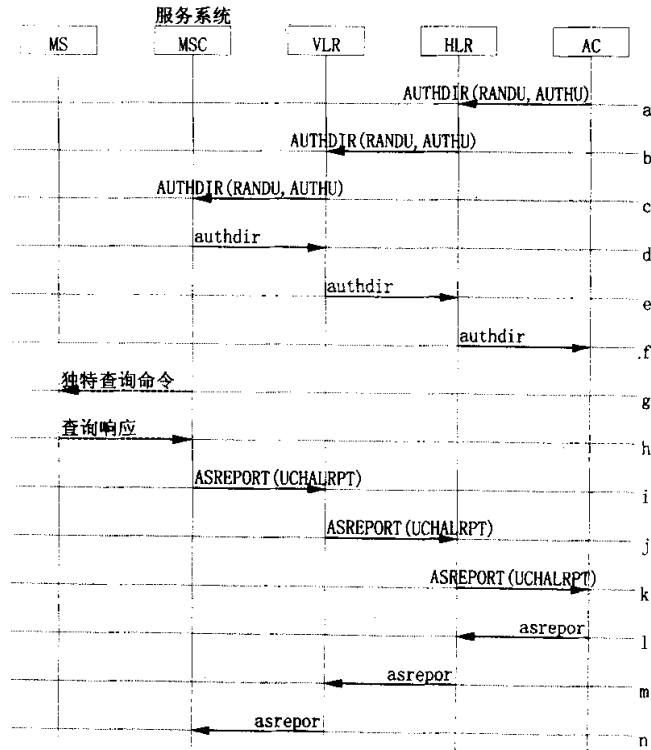 服务系统
MS MSC VLR HLR AC
AUTHDIR(RANDU, AUTHU) a
AUTHDIR(RANDU, AUTHU) b
AUTHDIR(RANDU, AUTHU) c
authdir d
authdir e
authdir .f
独特查询命令 g
查询响应 h
ASREPORT(UCHALRPT) i
ASREPORT(UCHALRPT) j
ASREPORT(UCHALRPT) k
asrepor l
asrepor m
asrepor n